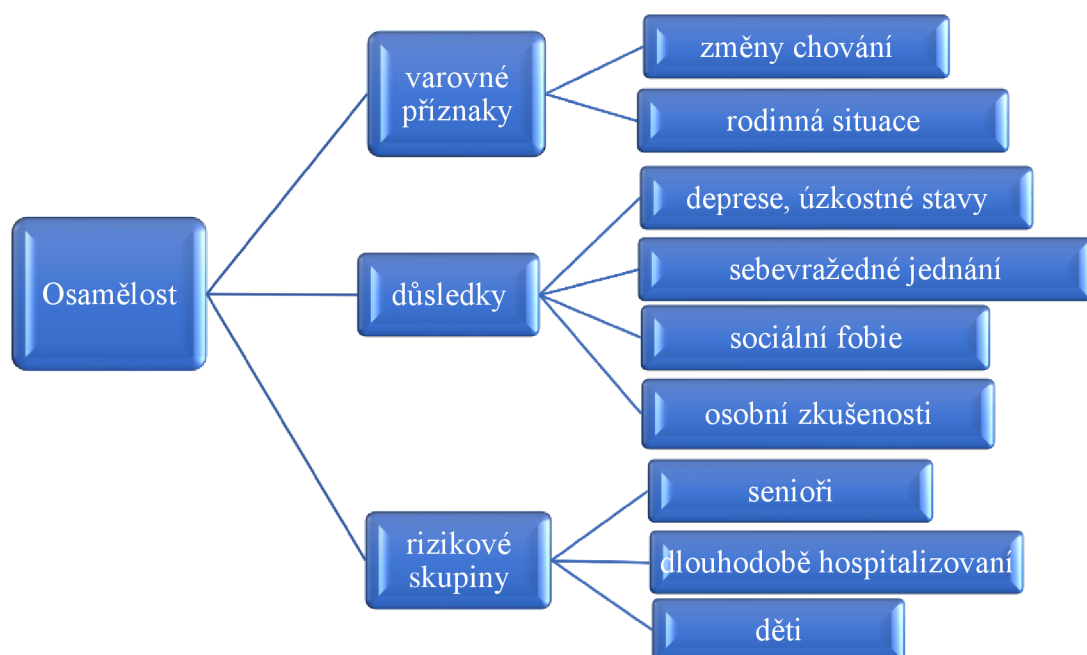 Osamělost
varovné
příznaky
změny chování
rodinná situace
důsledky
deprese, úzkostné stavy
sebevražedné jednání
sociální fobie
osobní zkušenosti
rizikové
skupiny
senioři
dlouhodobě hospitalizovaní
děti